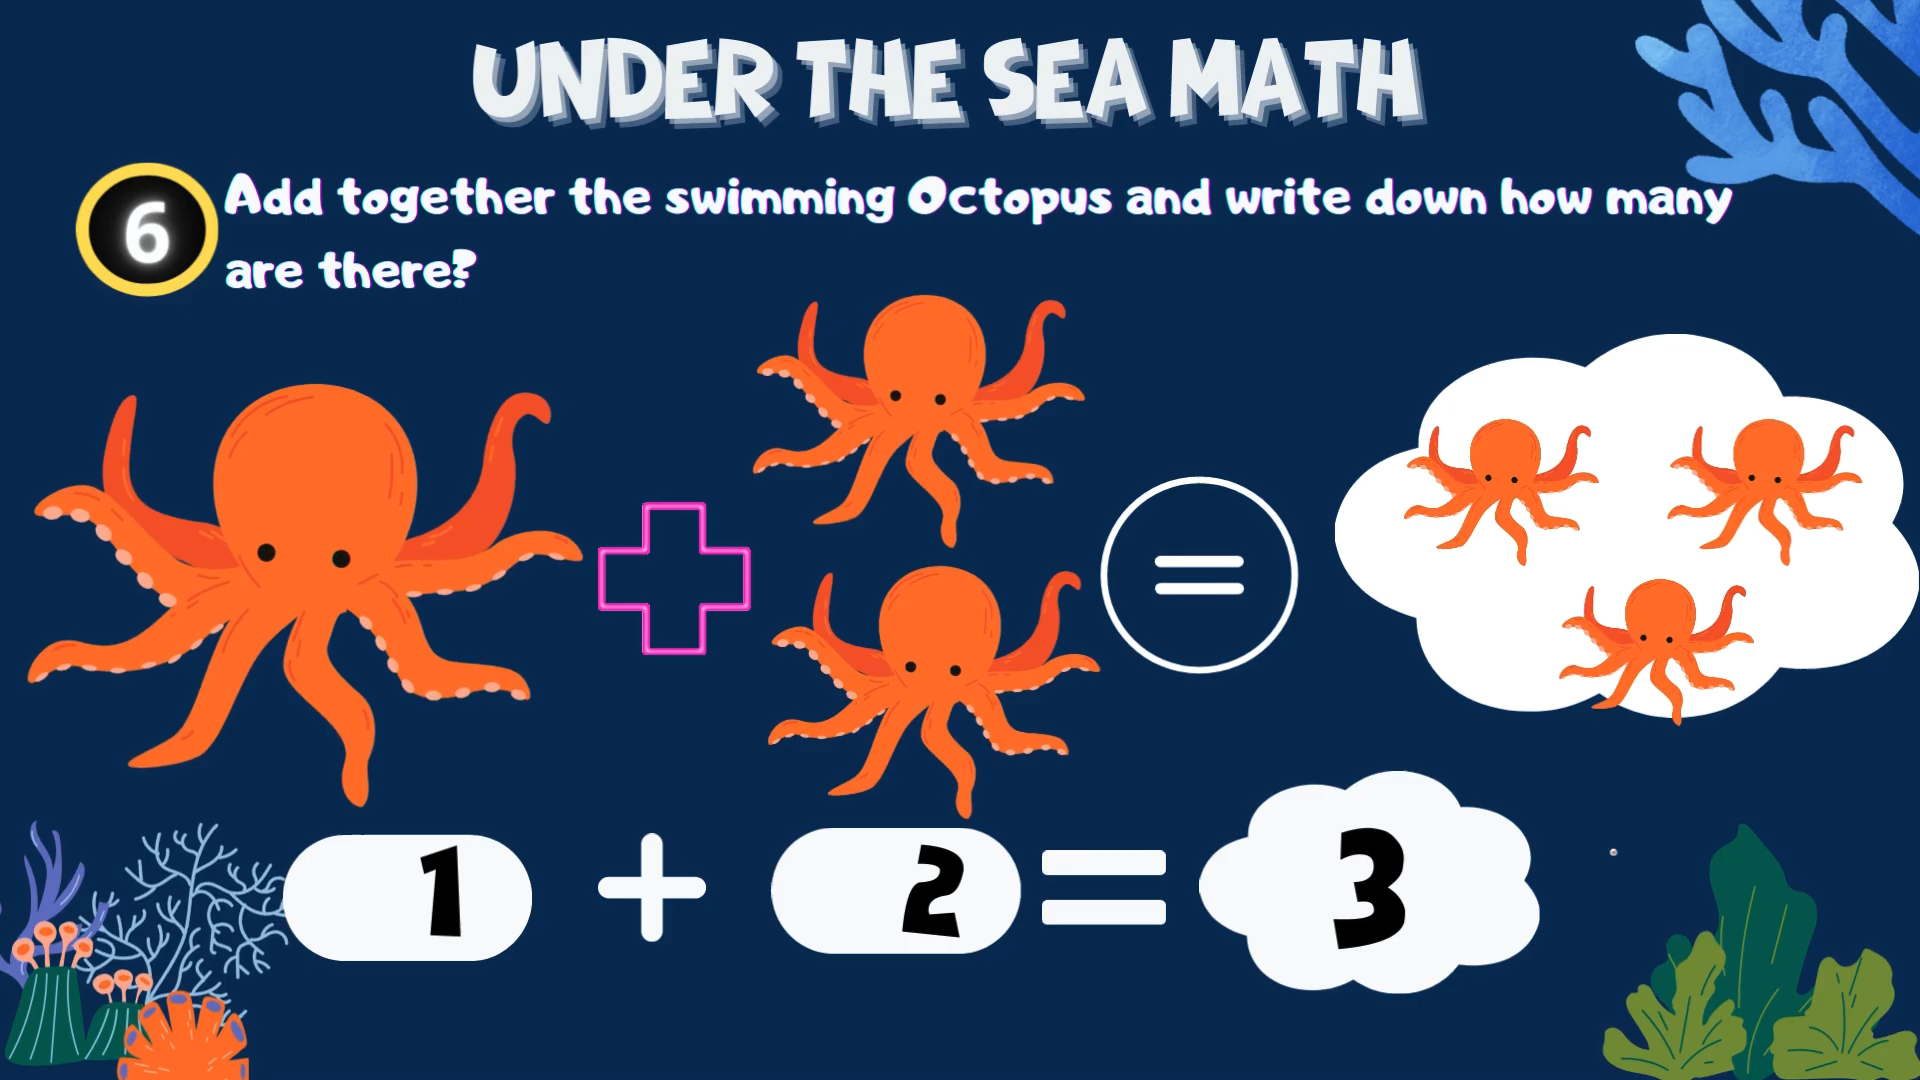 UNDER THE SEA MATH
6
Add together the swimming Octopus and write down how many
are there?
=
1 + 2 = 3